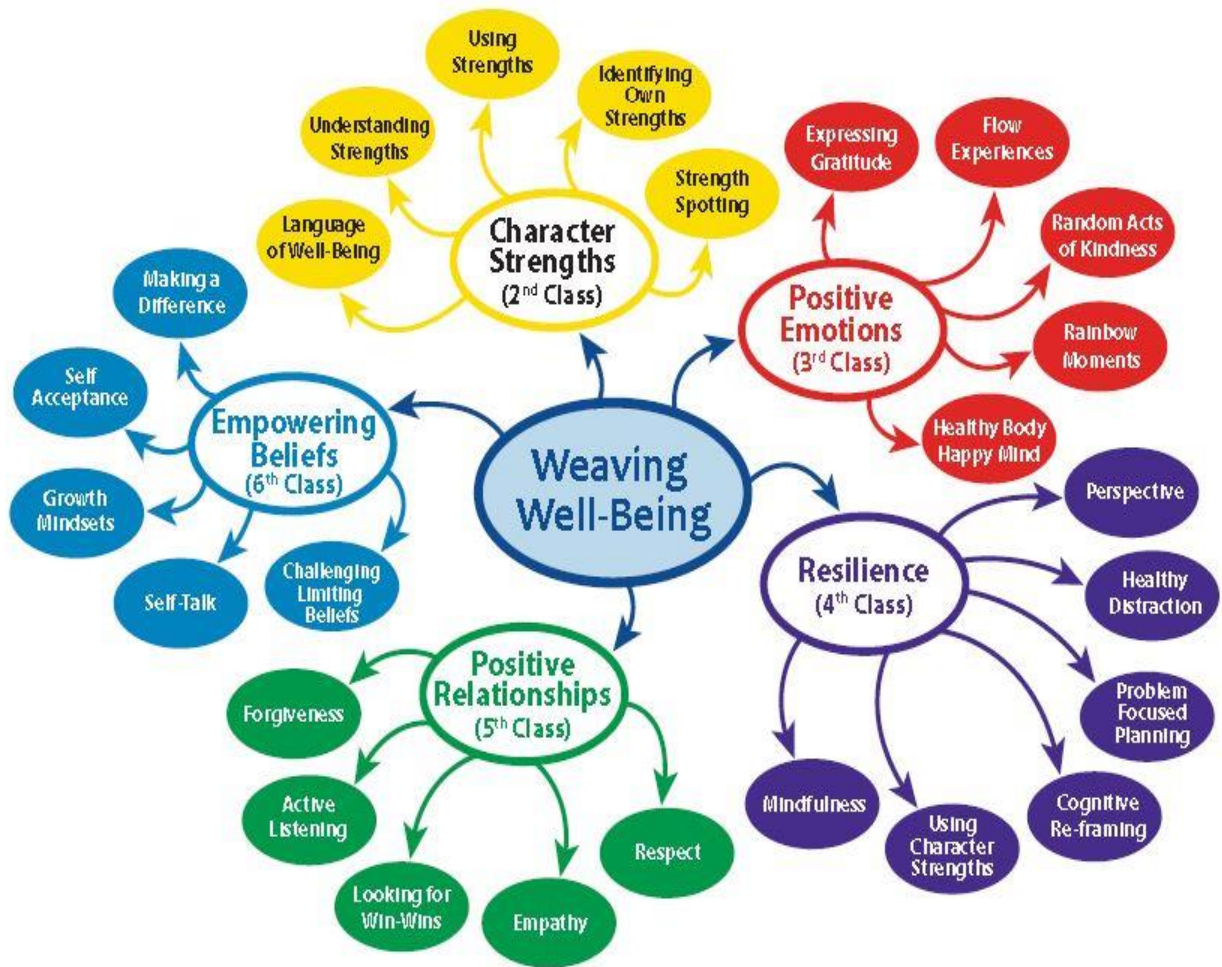 Weaving
Well-Being
Character
Strengths
(2nd Class)
Language
of Well-Being
Understanding
Strengths
Using
Strengths
Identifying
Own
Strengths
Strength
Spotting
Positive
Emotions
(3rd Class)
Expressing
Gratitude
Flow
Experiences
Random Acts
of Kindness
Rainbow
Moments
Healthy Body
Happy Mind
Resilience
(4th Class)
Perspective
Healthy
Distraction
Problem
Focused
Planning
Cognitive
Re-framing
Using
Character
Strengths
Mindfulness
Positive
Relationships
(5th Class)
Respect
Empathy
Looking for
Win-Wins
Active
Listening
Forgiveness
Empowering
Beliefs
(6th Class)
Challenging
Limiting
Beliefs
Self-Talk
Growth
Mindsets
Self
Acceptance
Making a
Difference